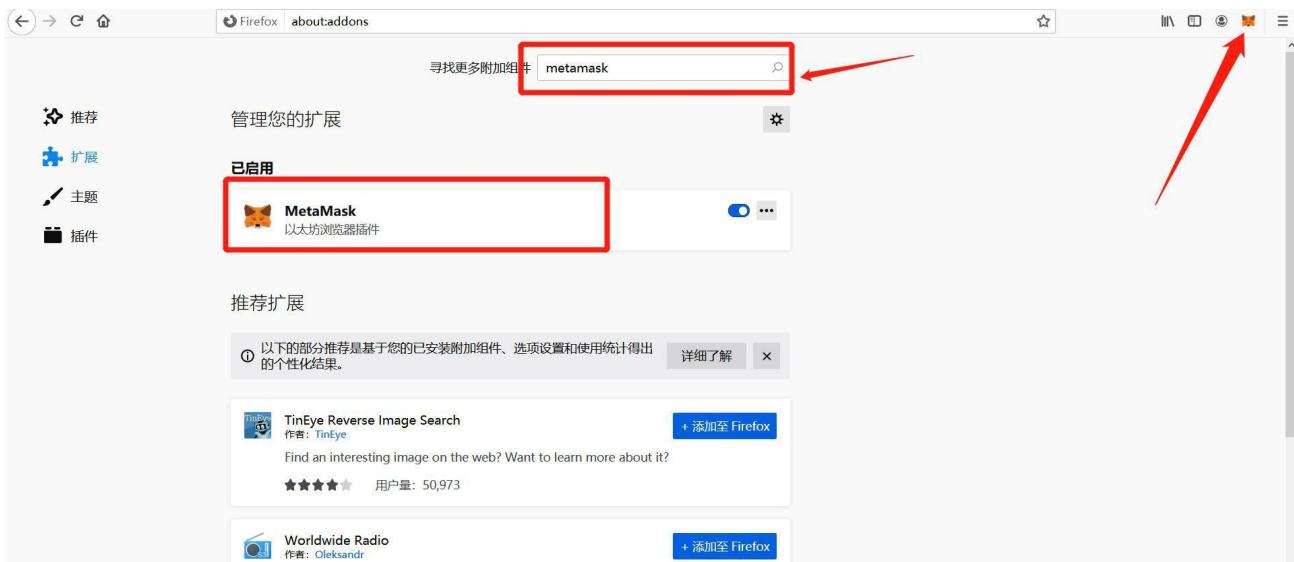 Firefox about:addons
寻找更多附加组件 metamask
推荐
扩展
主题
插件
管理您的扩展
已启用
MetaMask
以太坊浏览器插件
推荐扩展
以下的部分推荐是基于您的已安装附加组件、选项设置和使用统计得出
的个性化结果。
详细了解
TinEye
TinEye Reverse Image Search
作者: TinEye
+ 添加至 Firefox
Find an interesting image on the web? Want to learn more about it?
用户量: 50,973
Worldwide Radio
作者: Oleksandr
+ 添加至 Firefox